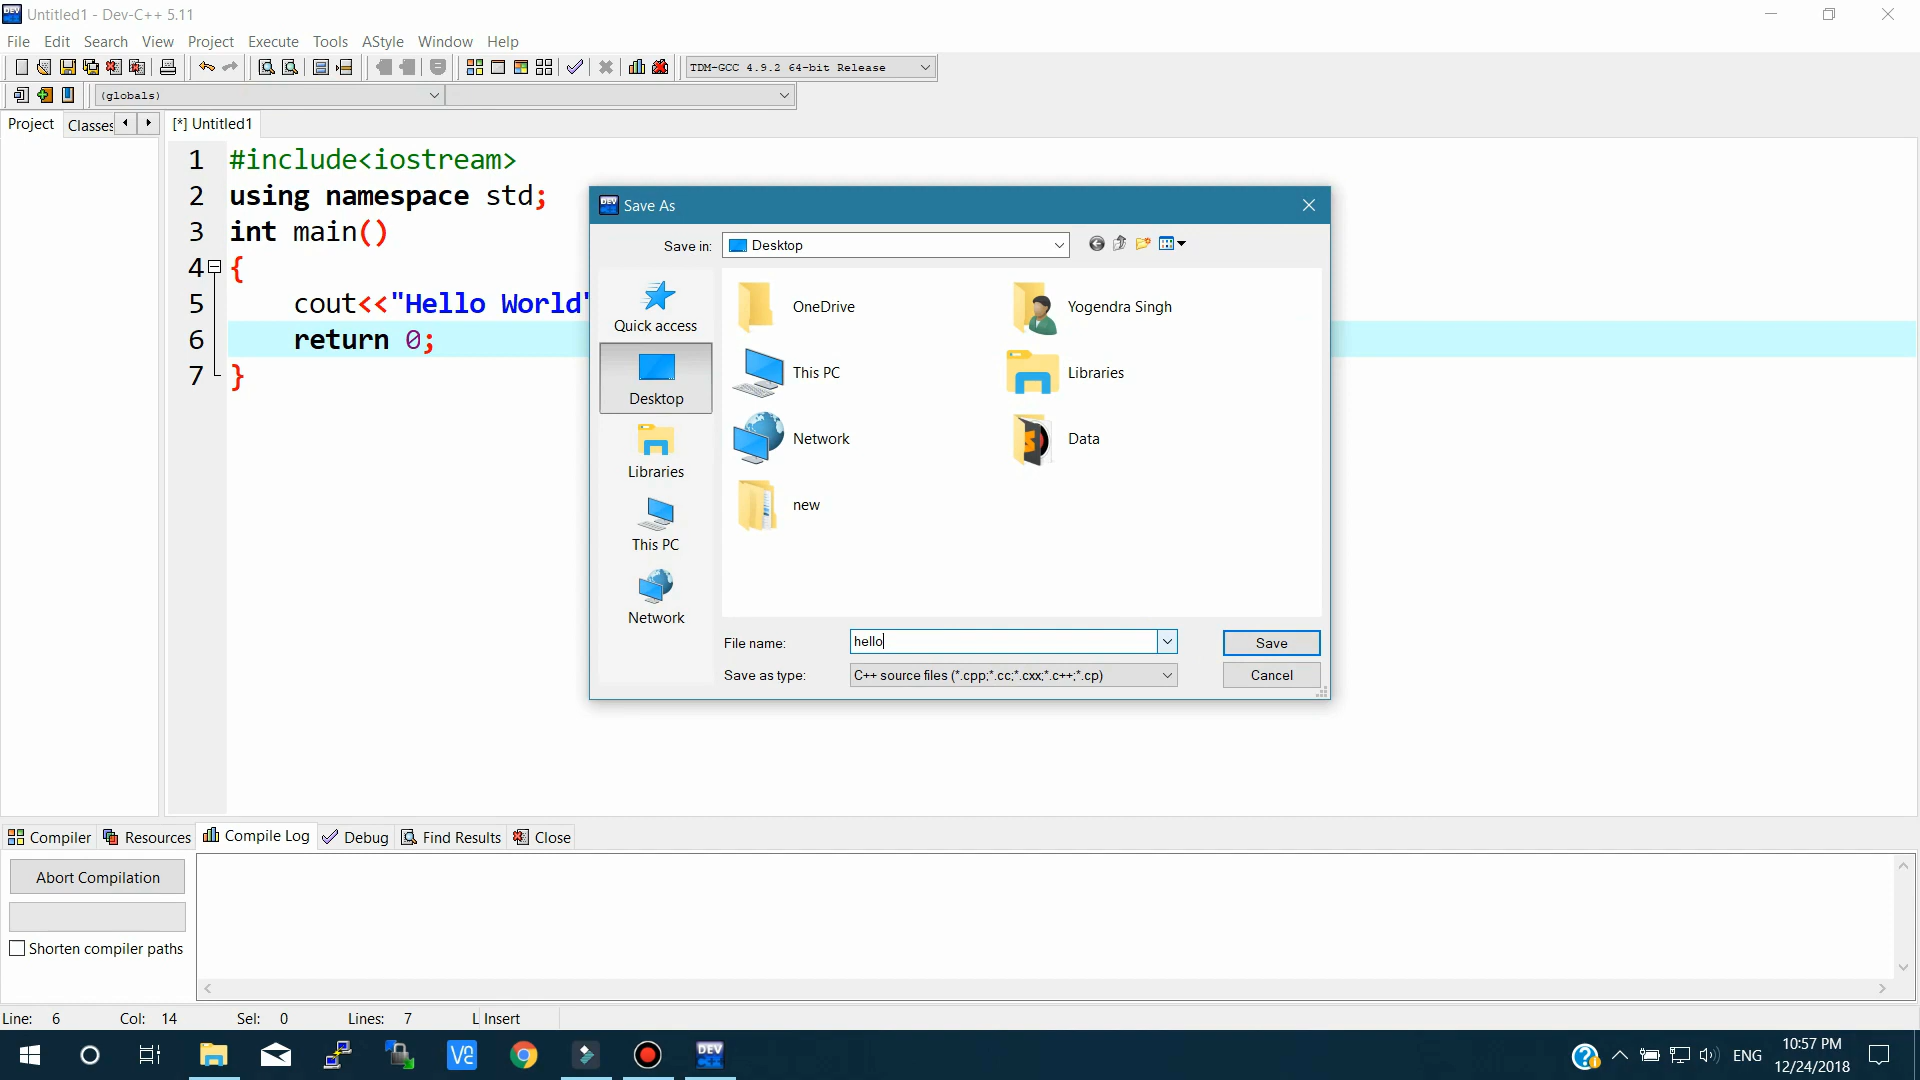 Untitled1 - Dev-C++ 5.11
File Edit Search View Project Execute Tools AStyle Window Help
TDM-GCC 4.9.2 64-bit Release
(globals)
Project Classes [*] Untitled1
1 #include<iostream>
2 using namespace std;
3 int main()
4 {
5 cout<<"Hello World"
6 return 0;
7 }
Save As
Save in: Desktop
Quick access
Desktop
Libraries
This PC
Network
OneDrive Yogendra Singh
This PC Libraries
Network Data
new
File name: hello Save
Save as type: C++ source files (*.cpp;*.cc;*.cxx;*.c++;*.cp) Cancel
Compiler Resources Compile Log Debug Find Results Close
Abort Compilation
Shorten compiler paths
Line: 6 Col: 14 Sel: 0 Lines: 7 L Insert
DEV
ENG 10:57 PM
12/24/2018